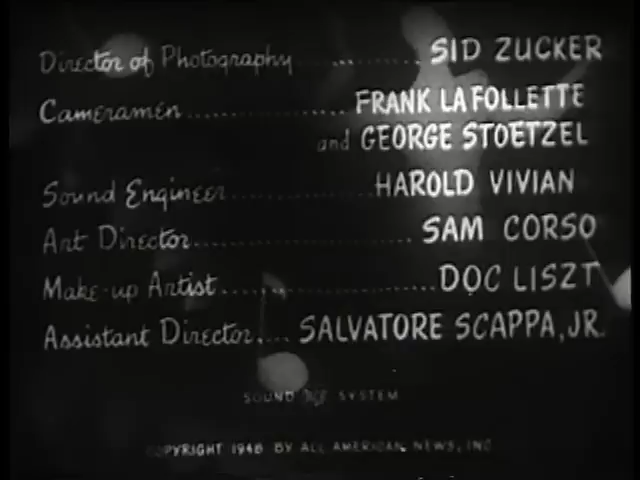 Director of Photography ............ SID ZUCKER
Cameramen .................. FRANK LA FOLLETTE
and GEORGE STOETZEL
Sound Engineer .................. HAROLD VIVIAN
Art Director ......................... SAM CORSO
Make-up Artist ........................ DOC LISZT
Assistant Director .... SALVATORE SCAPPA, JR.
SOUND SYSTEM
COPYRIGHT 1948 BY ALL AMERICAN NEWS, INC